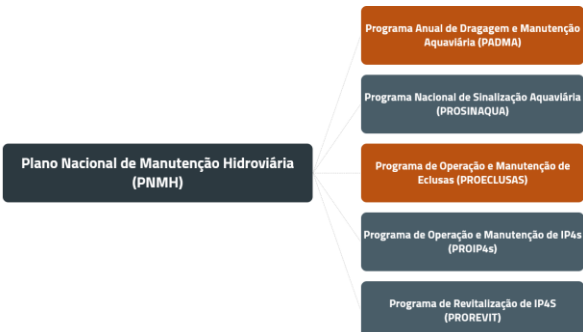 Programa Anual de Dragagem e Manutenção
Aquaviária (PADMA)
Programa Nacional de Sinalização Aquaviária
(PROSINAQUA)
Plano Nacional de Manutenção Hidroviária
(PNMH)
Programa de Operação e Manutenção de
Eclusas (PROECLUSAS)
Programa de Operação e Manutenção de IP4s
(PROIP4s)
Programa de Revitalização de IP4S
(PROREVIT)